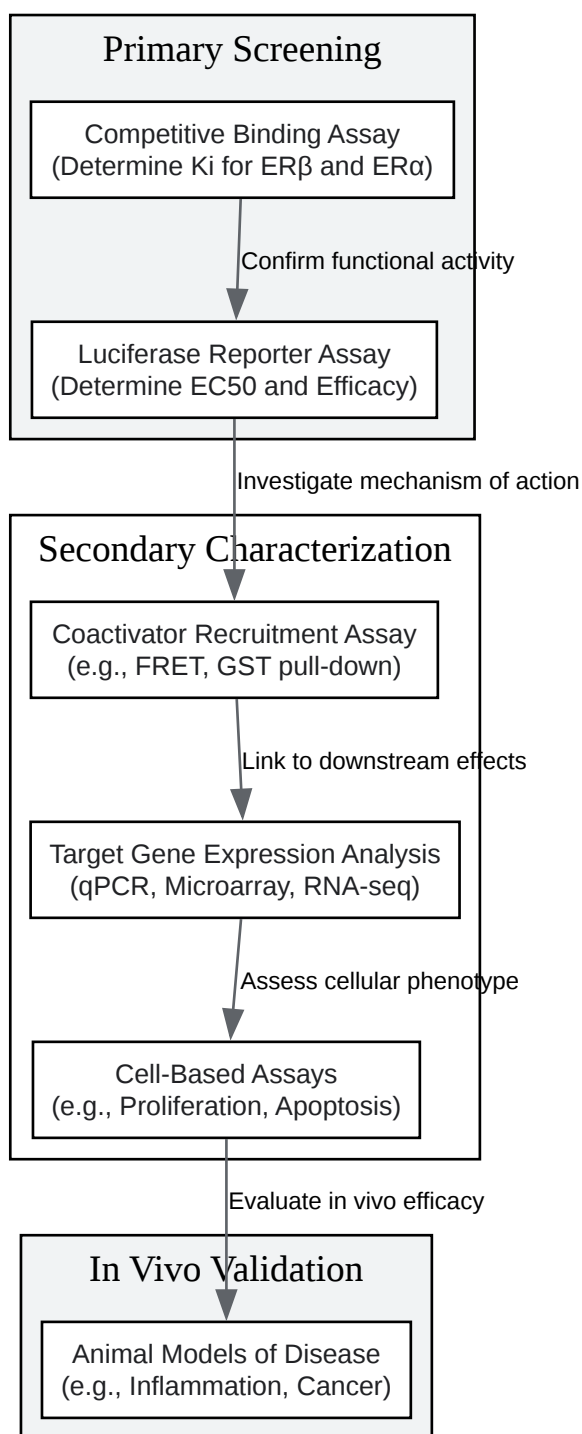 Primary Screening
Competitive Binding Assay
(Determine Ki for ERβ and ERα)
Confirm functional activity
Luciferase Reporter Assay
(Determine EC50 and Efficacy)
Investigate mechanism of action
Secondary Characterization
Coactivator Recruitment Assay
(e.g., FRET, GST pull-down)
Link to downstream effects
Target Gene Expression Analysis
(qPCR, Microarray, RNA-seq)
Assess cellular phenotype
Cell-Based Assays
(e.g., Proliferation, Apoptosis)
Evaluate in vivo efficacy
In Vivo Validation
Animal Models of Disease
(e.g., Inflammation, Cancer)